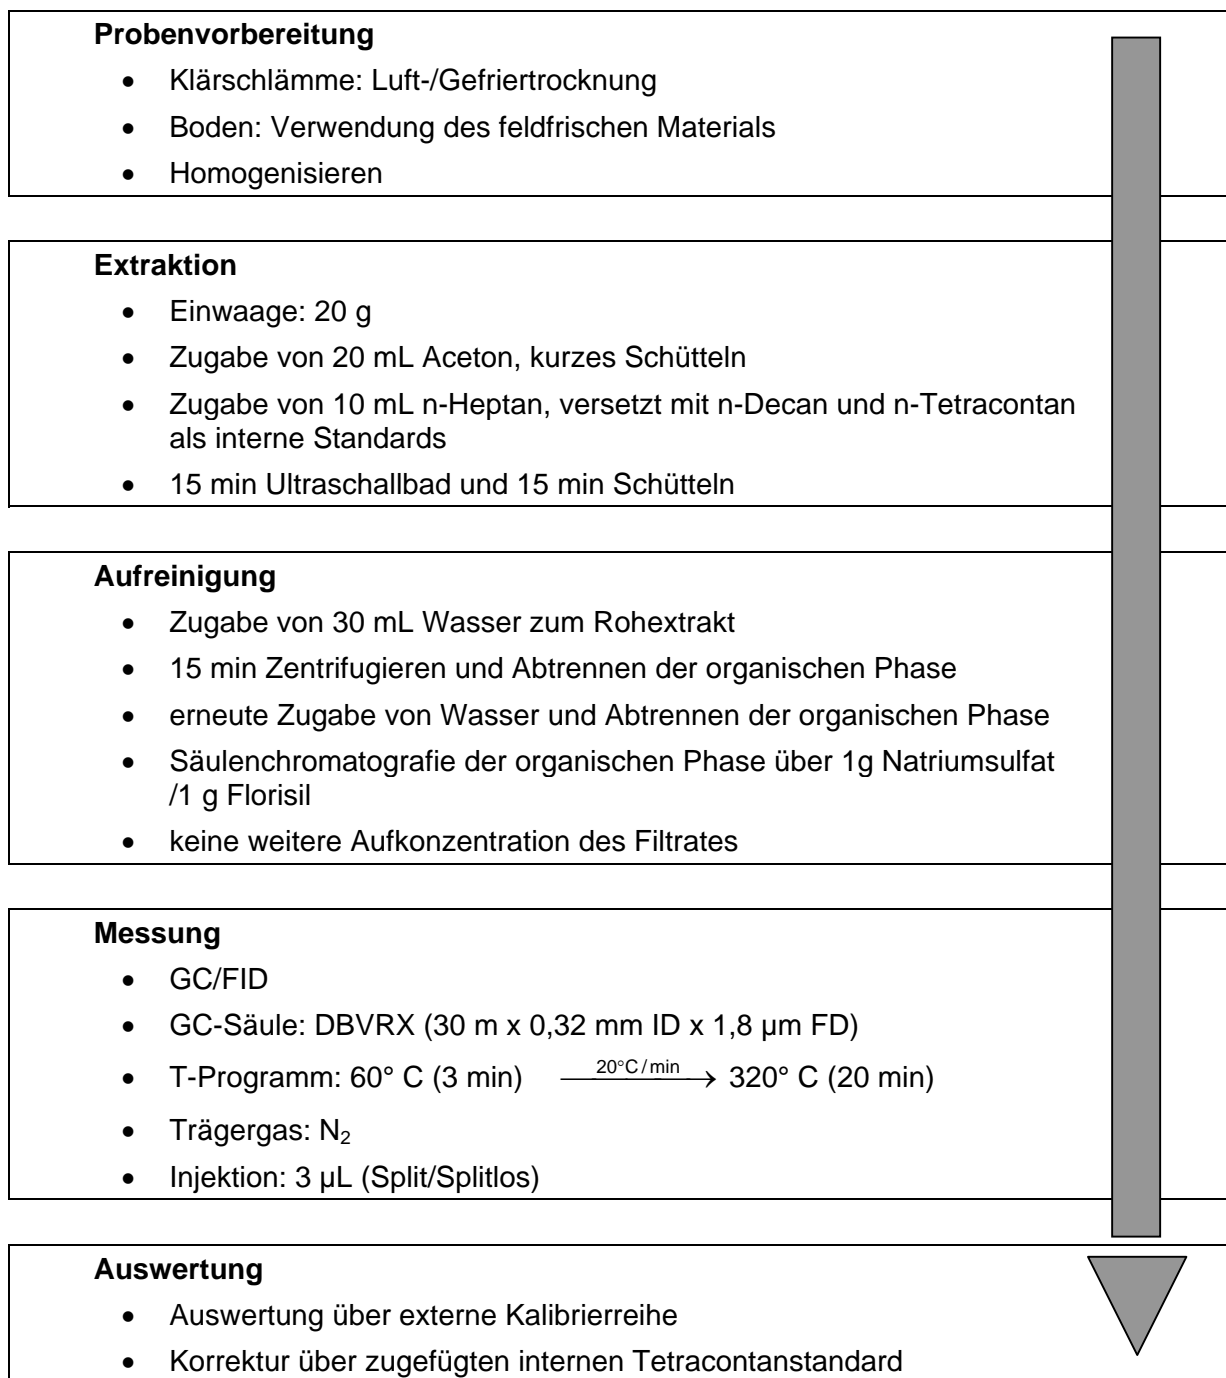 Probenvorbereitung
• Klärschlämme: Luft-/Gefriertrocknung
• Boden: Verwendung des feldfrischen Materials
• Homogenisieren
Extraktion
• Einwaage: 20 g
• Zugabe von 20 mL Aceton, kurzes Schütteln
• Zugabe von 10 mL n-Heptan, versetzt mit n-Decan und n-Tetracontan
als interne Standards
• 15 min Ultraschallbad und 15 min Schütteln
Aufreinigung
• Zugabe von 30 mL Wasser zum Rohextrakt
• 15 min Zentrifugieren und Abtrennen der organischen Phase
• erneute Zugabe von Wasser und Abtrennen der organischen Phase
• Säulenchromatografie der organischen Phase über 1g Natriumsulfat
/1 g Florisil
• keine weitere Aufkonzentration des Filtrates
Messung
• GC/FID
• GC-Säule: DBVRX (30 m x 0,32 mm ID x 1,8 µm FD)
• T-Programm: 60° C (3 min) 20°C/min → 320° C (20 min)
• Trägergas: N₂
• Injektion: 3 µL (Split/Splitlos)
Auswertung
• Auswertung über externe Kalibrierreihe
• Korrektur über zugefügten internen Tetracontanstandard